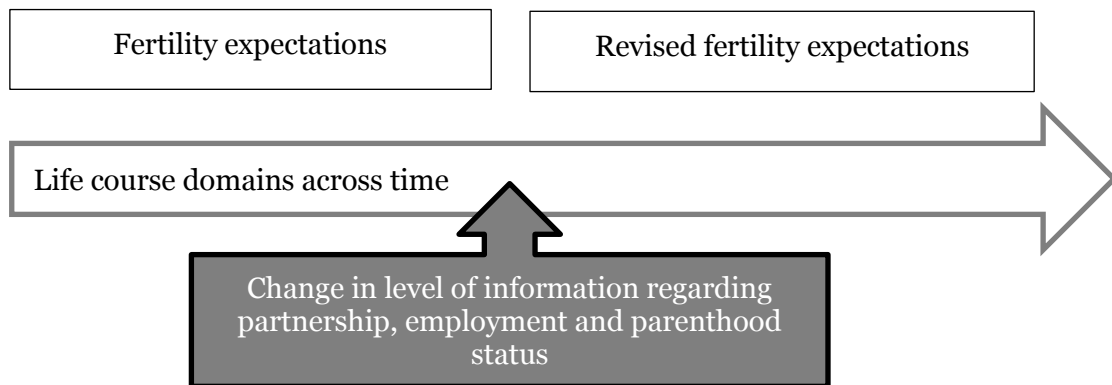 Fertility expectations
Revised fertility expectations
Life course domains across time
Change in level of information regarding
partnership, employment and parenthood
status